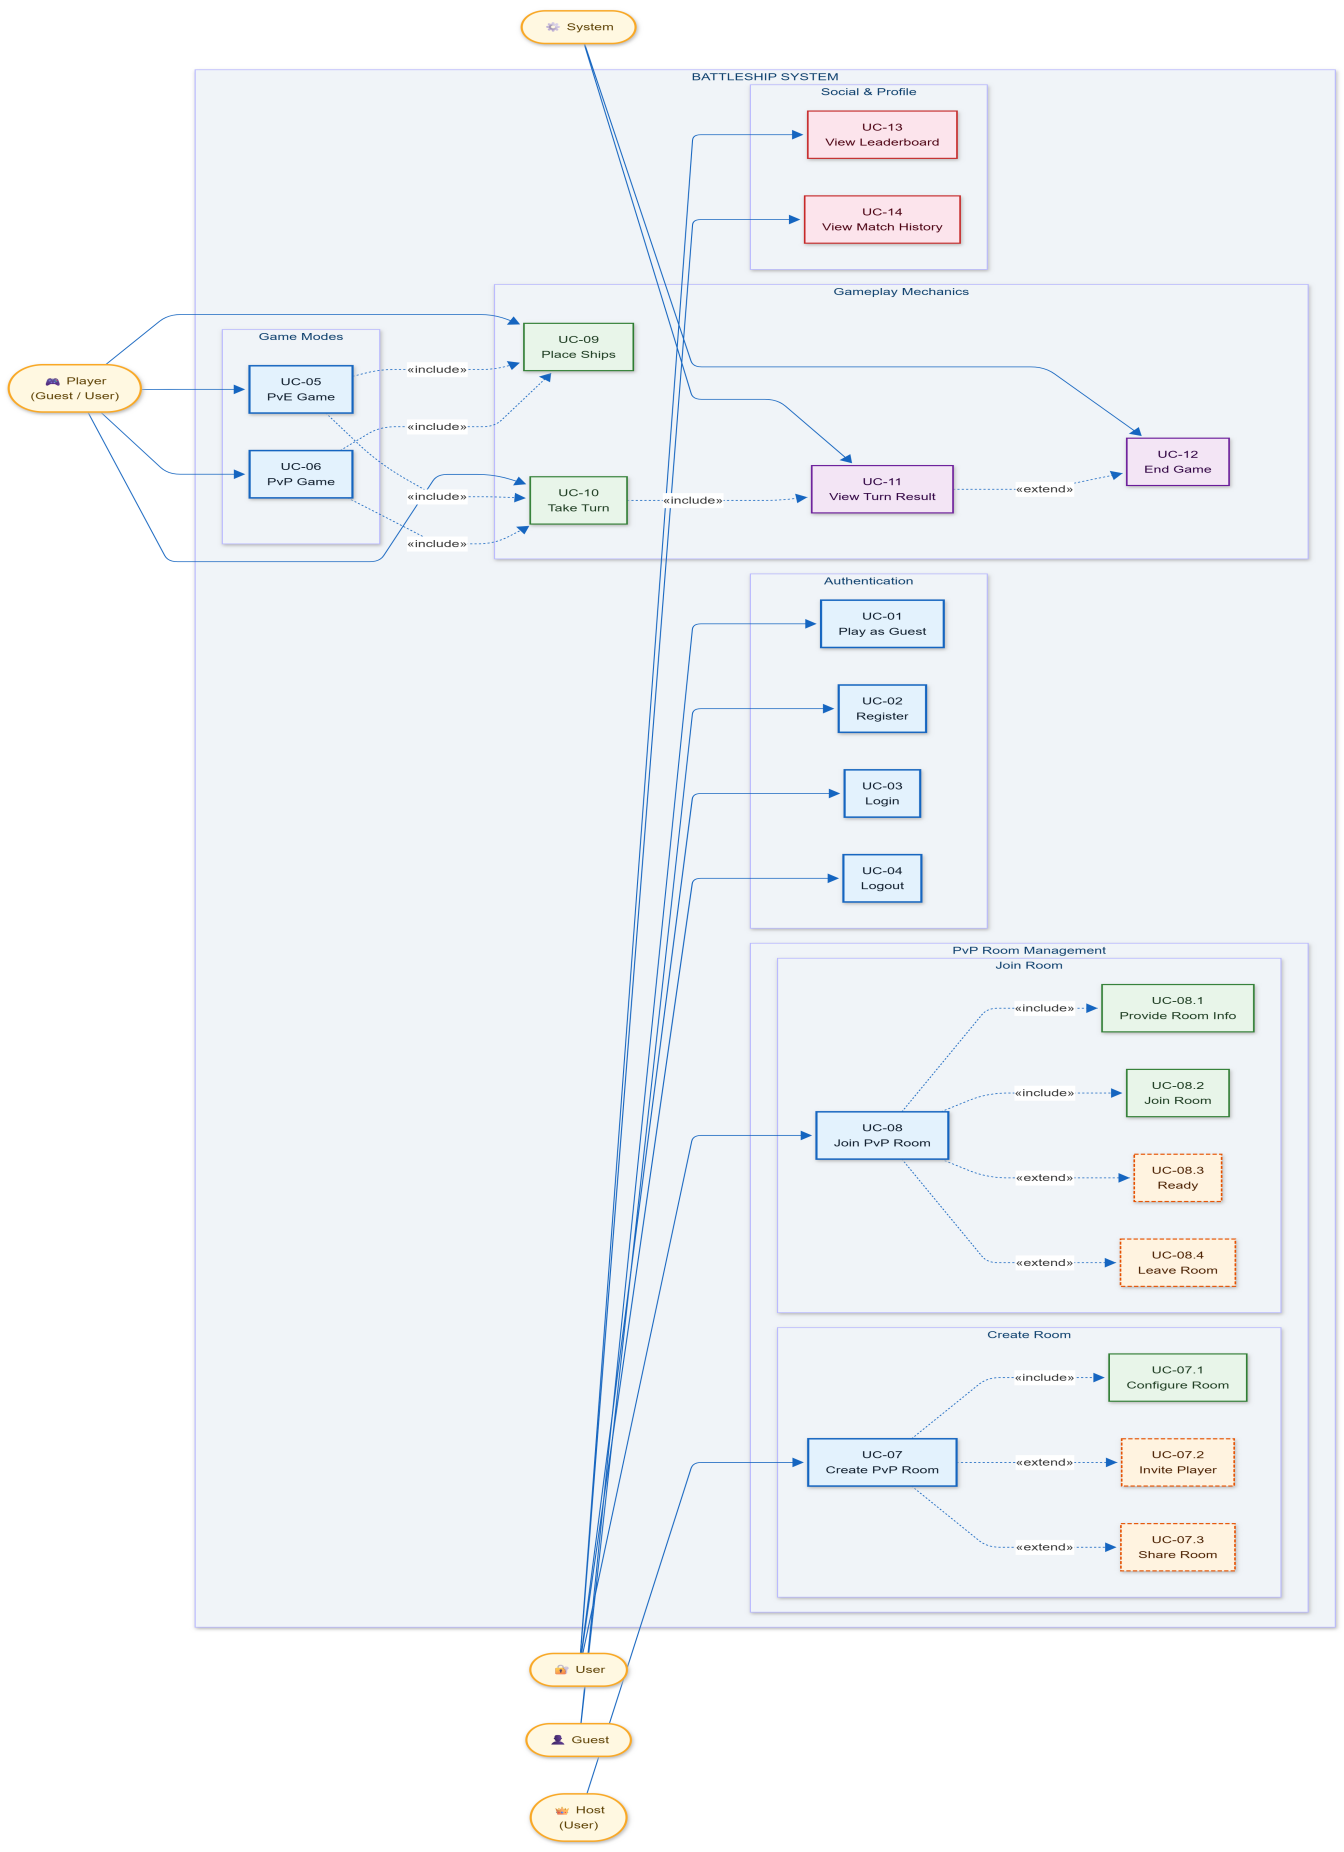 System
BATTLESHIP SYSTEM
Social & Profile
UC-13
View Leaderboard
UC-14
View Match History
Gameplay Mechanics
UC-09
Place Ships
Game Modes
Player
(Guest / User)
UC-05
PvE Game
«include»
UC-06
PvP Game
«include»
«include»
«include»
UC-10
Take Turn
«include»
UC-11
View Turn Result
«extend»
UC-12
End Game
Authentication
UC-01
Play as Guest
UC-02
Register
UC-03
Login
UC-04
Logout
PvP Room Management
Join Room
UC-08
Join PvP Room
«include»
UC-08.1
Provide Room Info
«include»
UC-08.2
Join Room
«extend»
UC-08.3
Ready
«extend»
UC-08.4
Leave Room
Create Room
UC-07
Create PvP Room
«include»
UC-07.1
Configure Room
«extend»
UC-07.2
Invite Player
«extend»
UC-07.3
Share Room
User
Guest
Host
(User)